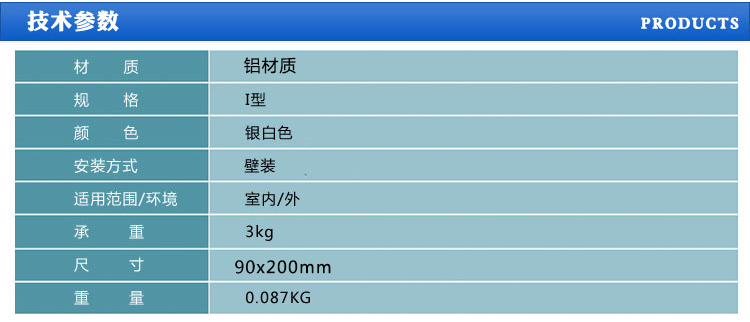 技术参数 PRODUCTS
材 质 铝材质
规 格 I型
颜 色 银白色
安装方式 壁装
适用范围/环境 室内/外
承 重 3kg
尺 寸 90x200mm
重 量 0.087KG